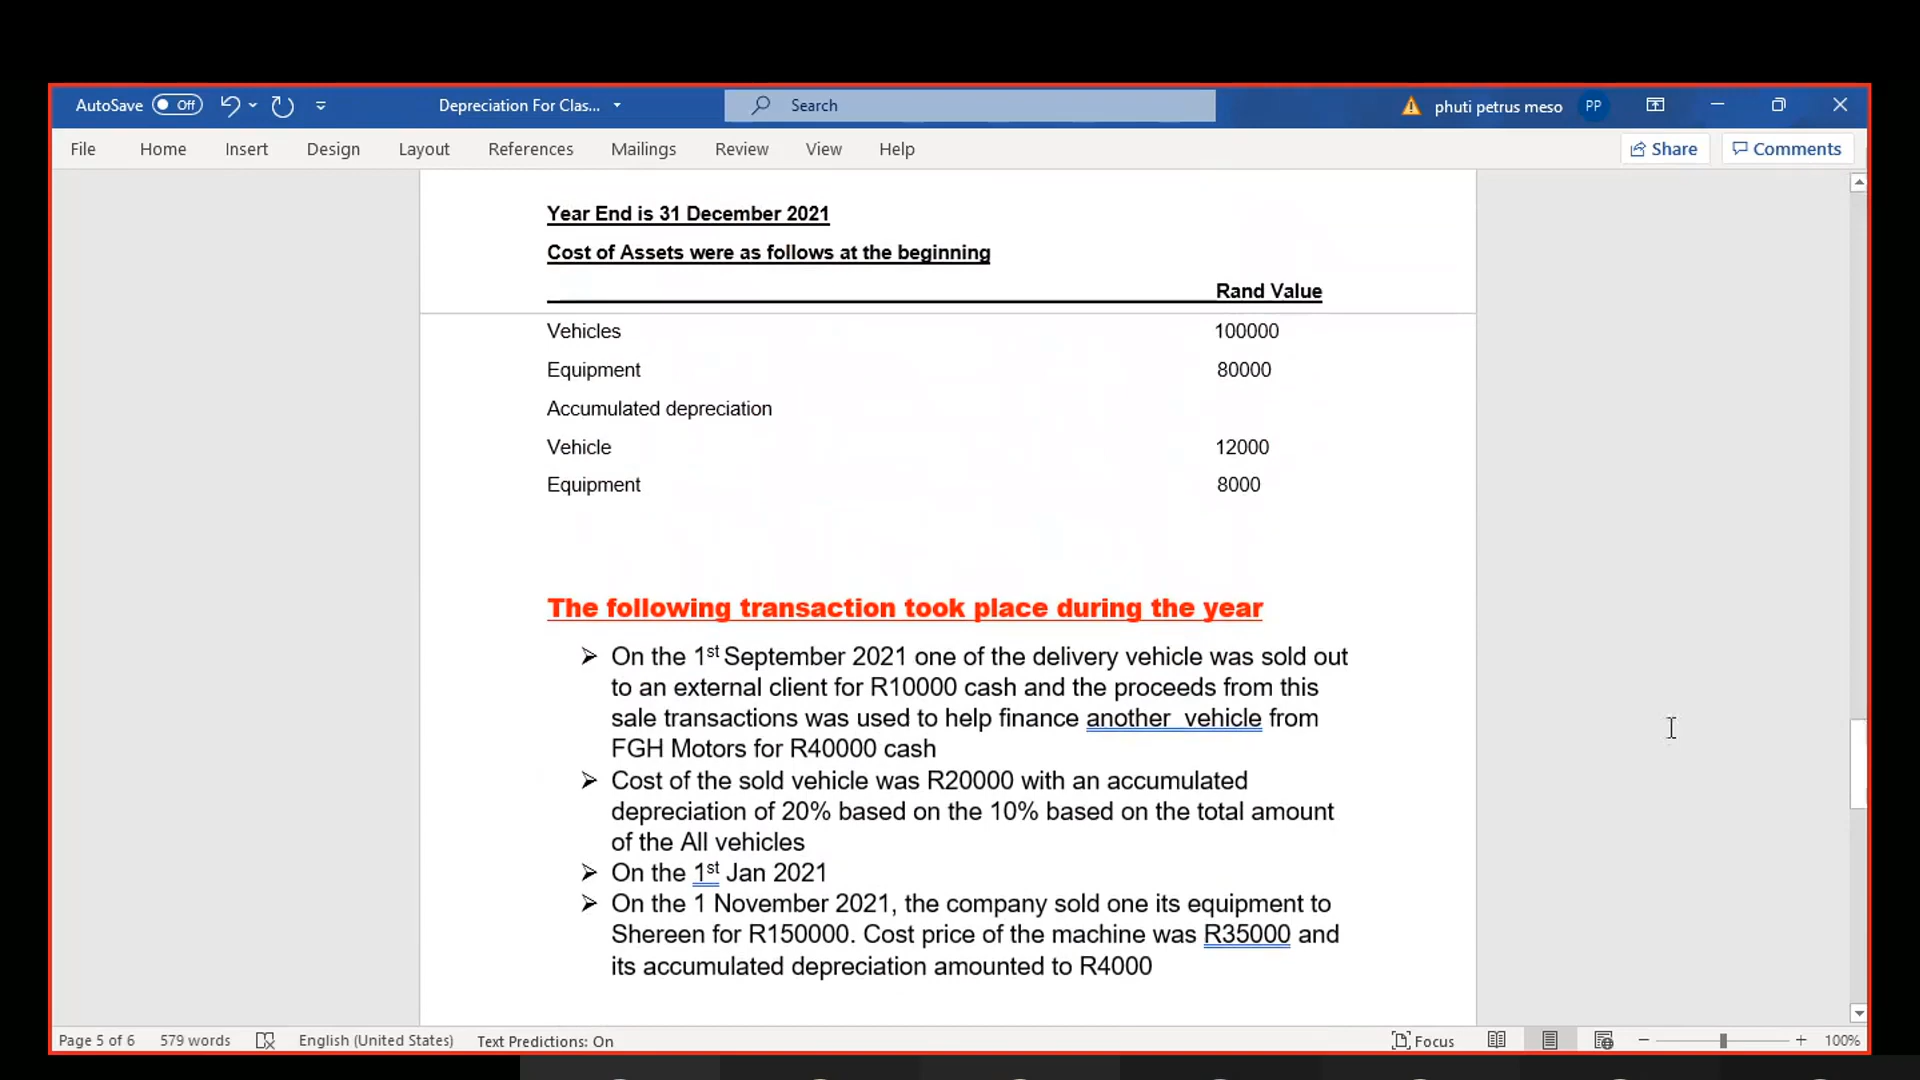 AutoSave Off Depreciation For Clas... Search phuti petrus meso PP
File Home Insert Design Layout References Mailings Review View Help Share Comments
Year End is 31 December 2021
Cost of Assets were as follows at the beginning
Rand Value
Vehicles 100000
Equipment 80000
Accumulated depreciation
Vehicle 12000
Equipment 8000
The following transaction took place during the year
➢ On the 1st September 2021 one of the delivery vehicle was sold out
to an external client for R10000 cash and the proceeds from this
sale transactions was used to help finance another vehicle from
FGH Motors for R40000 cash
➢ Cost of the sold vehicle was R20000 with an accumulated
depreciation of 20% based on the 10% based on the total amount
of the All vehicles
➢ On the 1st Jan 2021
➢ On the 1 November 2021, the company sold one its equipment to
Shereen for R150000. Cost price of the machine was R35000 and
its accumulated depreciation amounted to R4000
Page 5 of 6 579 words English (United States) Text Predictions: On Focus 100%